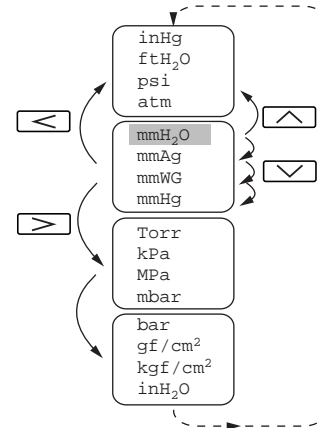 inHg
ftH₂O
psi
atm
mmH₂O
mmAg
mmWG
mmHg
Torr
kPa
MPa
mbar
bar
gf/cm²
kgf/cm²
inH₂O